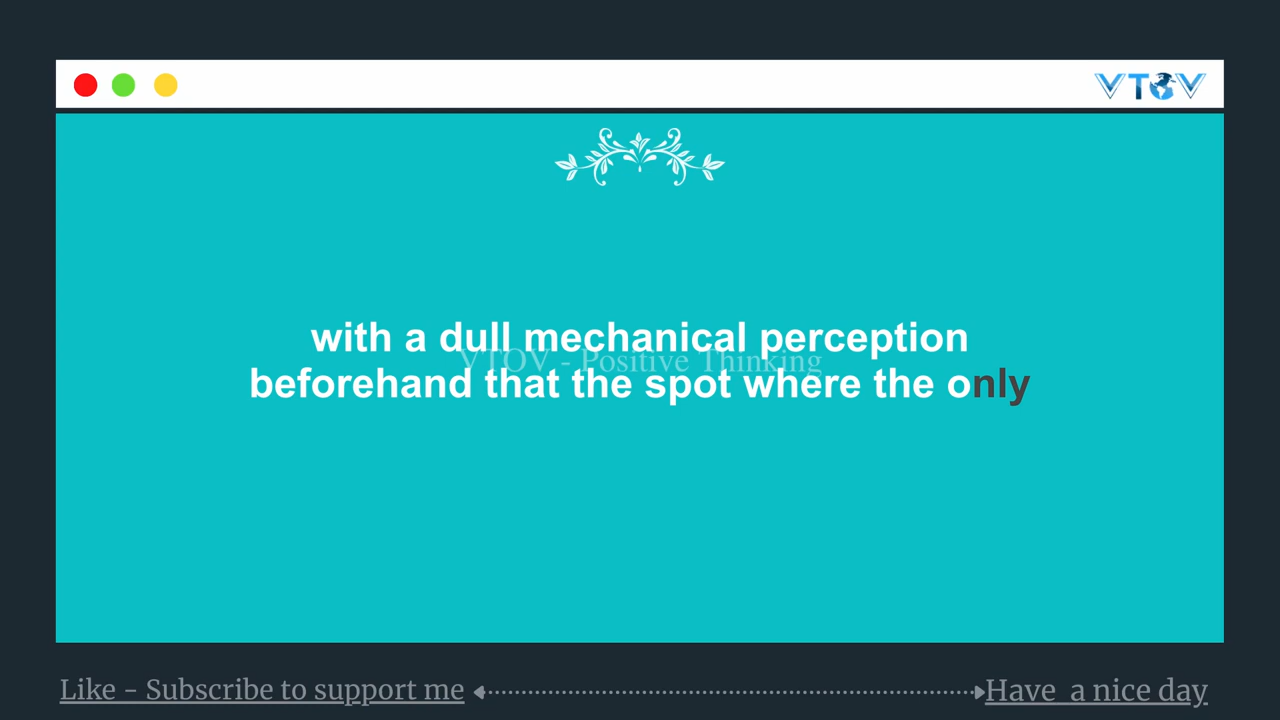 VTOV
with a dull mechanical perception
VTOV - Positive Thinking
beforehand that the spot where the only
Like - Subscribe to support me
Have a nice day